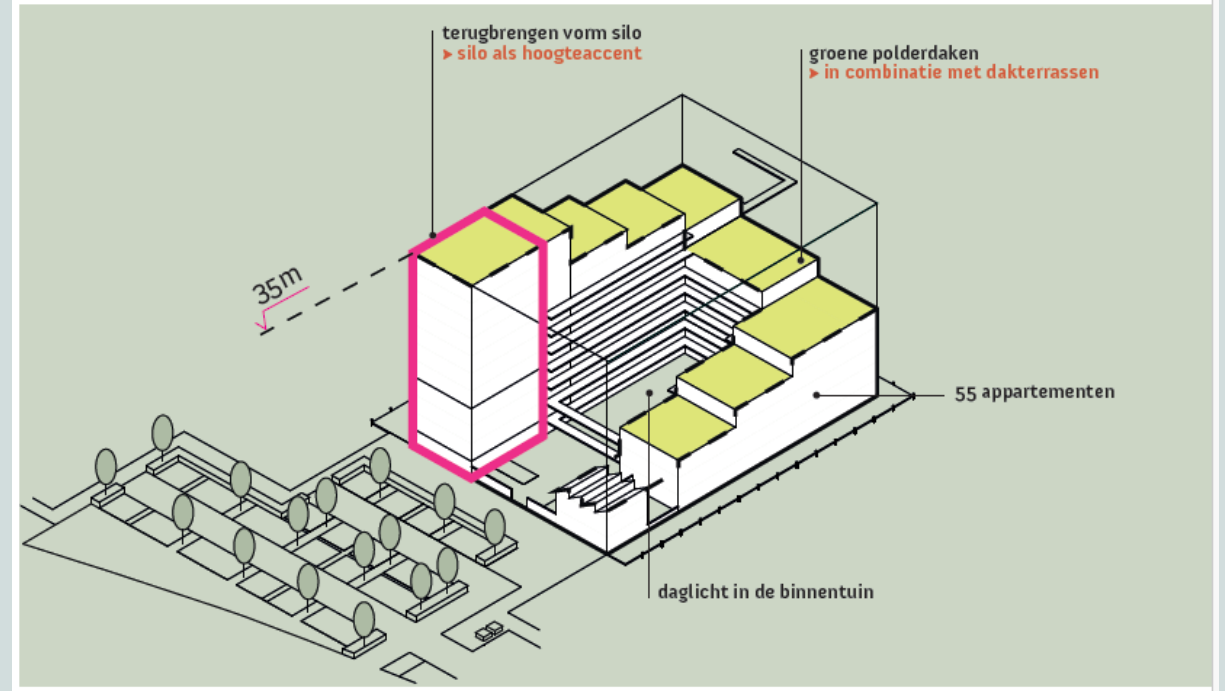 terugbrengen vorm silo
➤ silo als hoogteaccent
groene polderdaken
➤ in combinatie met dakterrassen
35m
55 appartementen
daglicht in de binnentuin